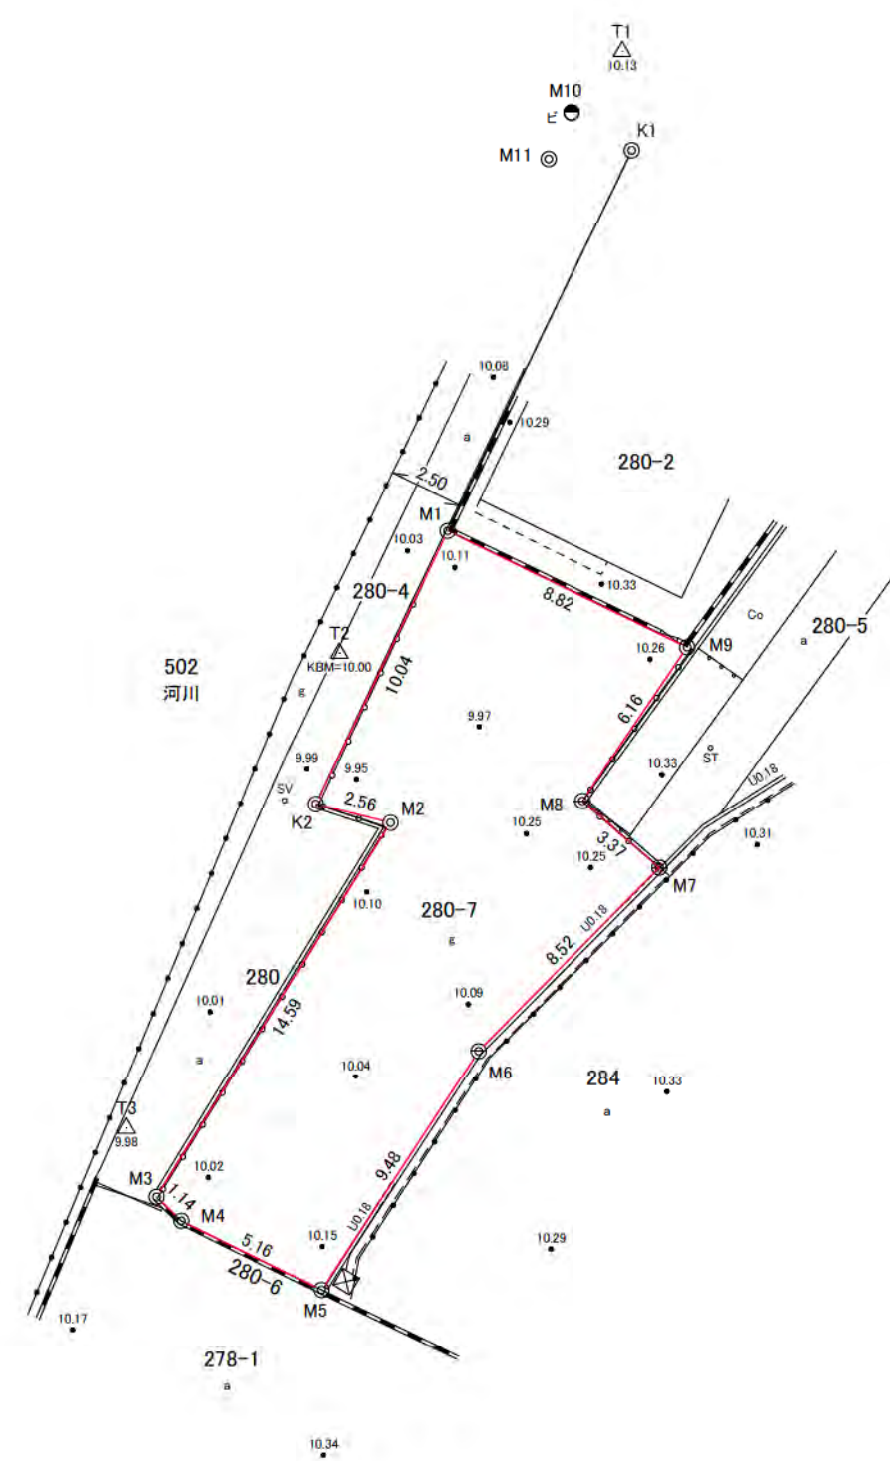 T1
10.13
M10
ビ
K1
M11
10.08
10.29
a
280-2
2.50
M1
10.03
10.11
10.33
8.82
280-4
Co
280-5
a
M9
10.26
T2
KBM=10.00
502
河川
g
10.04
6.16
9.97
ST
10.33
U0.18
9.99
9.95
SV
K2
2.56
M2
M8
10.25
3.37
10.31
10.25
M7
10.10
280-7
g
U0.18
8.52
280
14.59
10.01
10.09
a
10.04
M6
284
10.33
a
T3
9.98
9.48
10.02
M3
1.14
M4
U0.18
10.15
5.16
10.29
280-6
M5
10.17
278-1
a
10.34